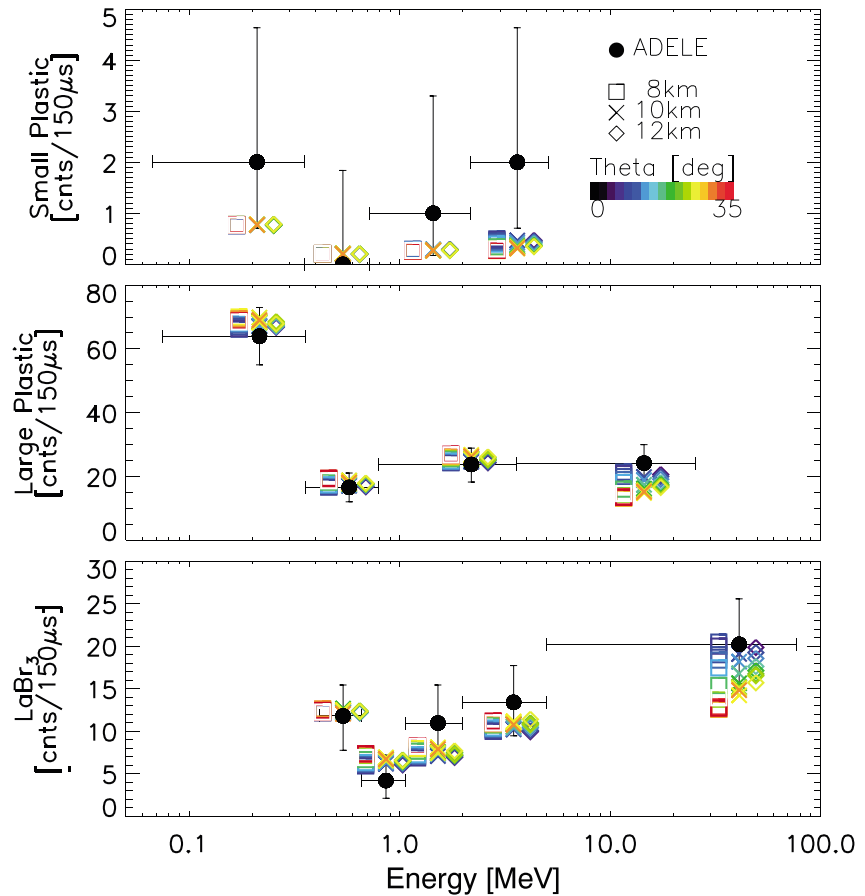 5
4
3
2
1
0
Small Plastic
[cnts/150μs]
ADELE
8km
10km
12km
Theta [deg]
0 35
80
60
40
20
0
Large Plastic
[cnts/150μs]
30
25
20
15
10
5
0
LaBr3
[cnts/150μs]
0.1 1.0 10.0 100.0
Energy [MeV]